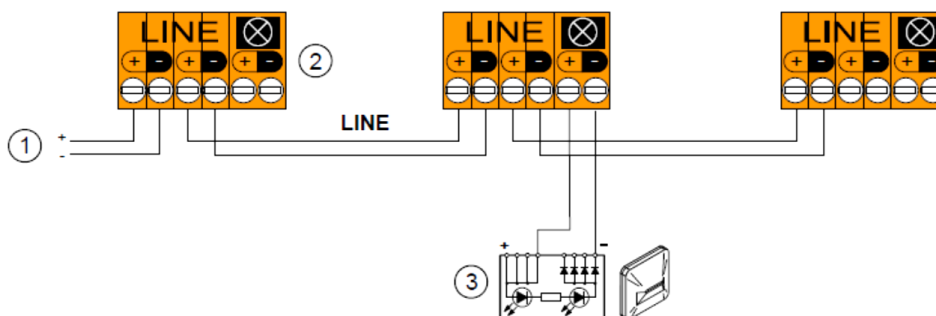 LINE LINE LINE
+ - + - + - + - + - + - + - + - + -
2
LINE
1 + -
+ -
3